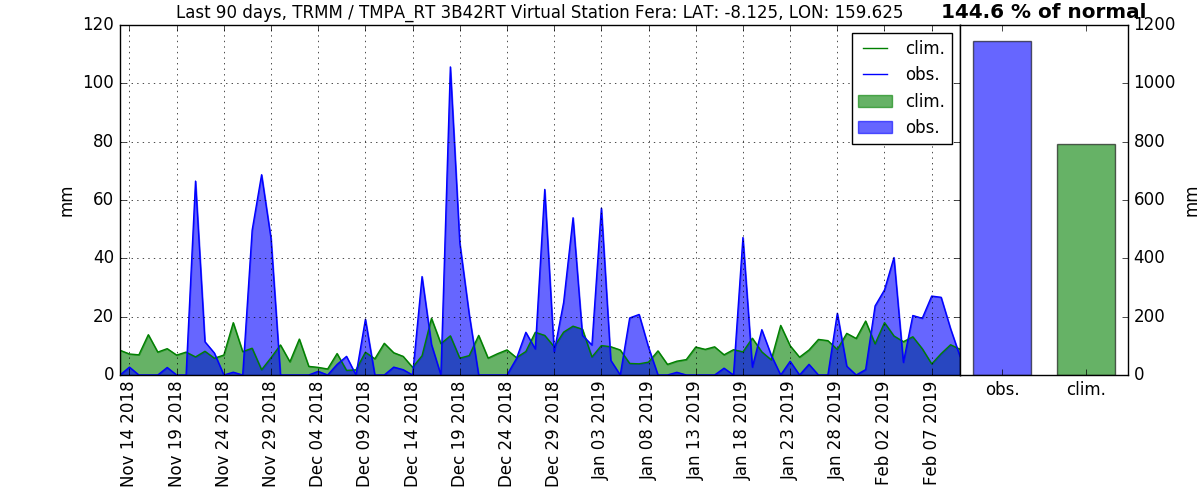 Last 90 days, TRMM / TMPA_RT 3B42RT Virtual Station Fera: LAT: -8.125, LON: 159.625
144.6 % of normal
120
100
80
60
40
20
0
mm
clim.
obs.
clim.
obs.
1200
1000
800
600
400
200
0
mm
Nov 14 2018
Nov 19 2018
Nov 24 2018
Nov 29 2018
Dec 04 2018
Dec 09 2018
Dec 14 2018
Dec 19 2018
Dec 24 2018
Dec 29 2018
Jan 03 2019
Jan 08 2019
Jan 13 2019
Jan 18 2019
Jan 23 2019
Jan 28 2019
Feb 02 2019
Feb 07 2019
obs.
clim.